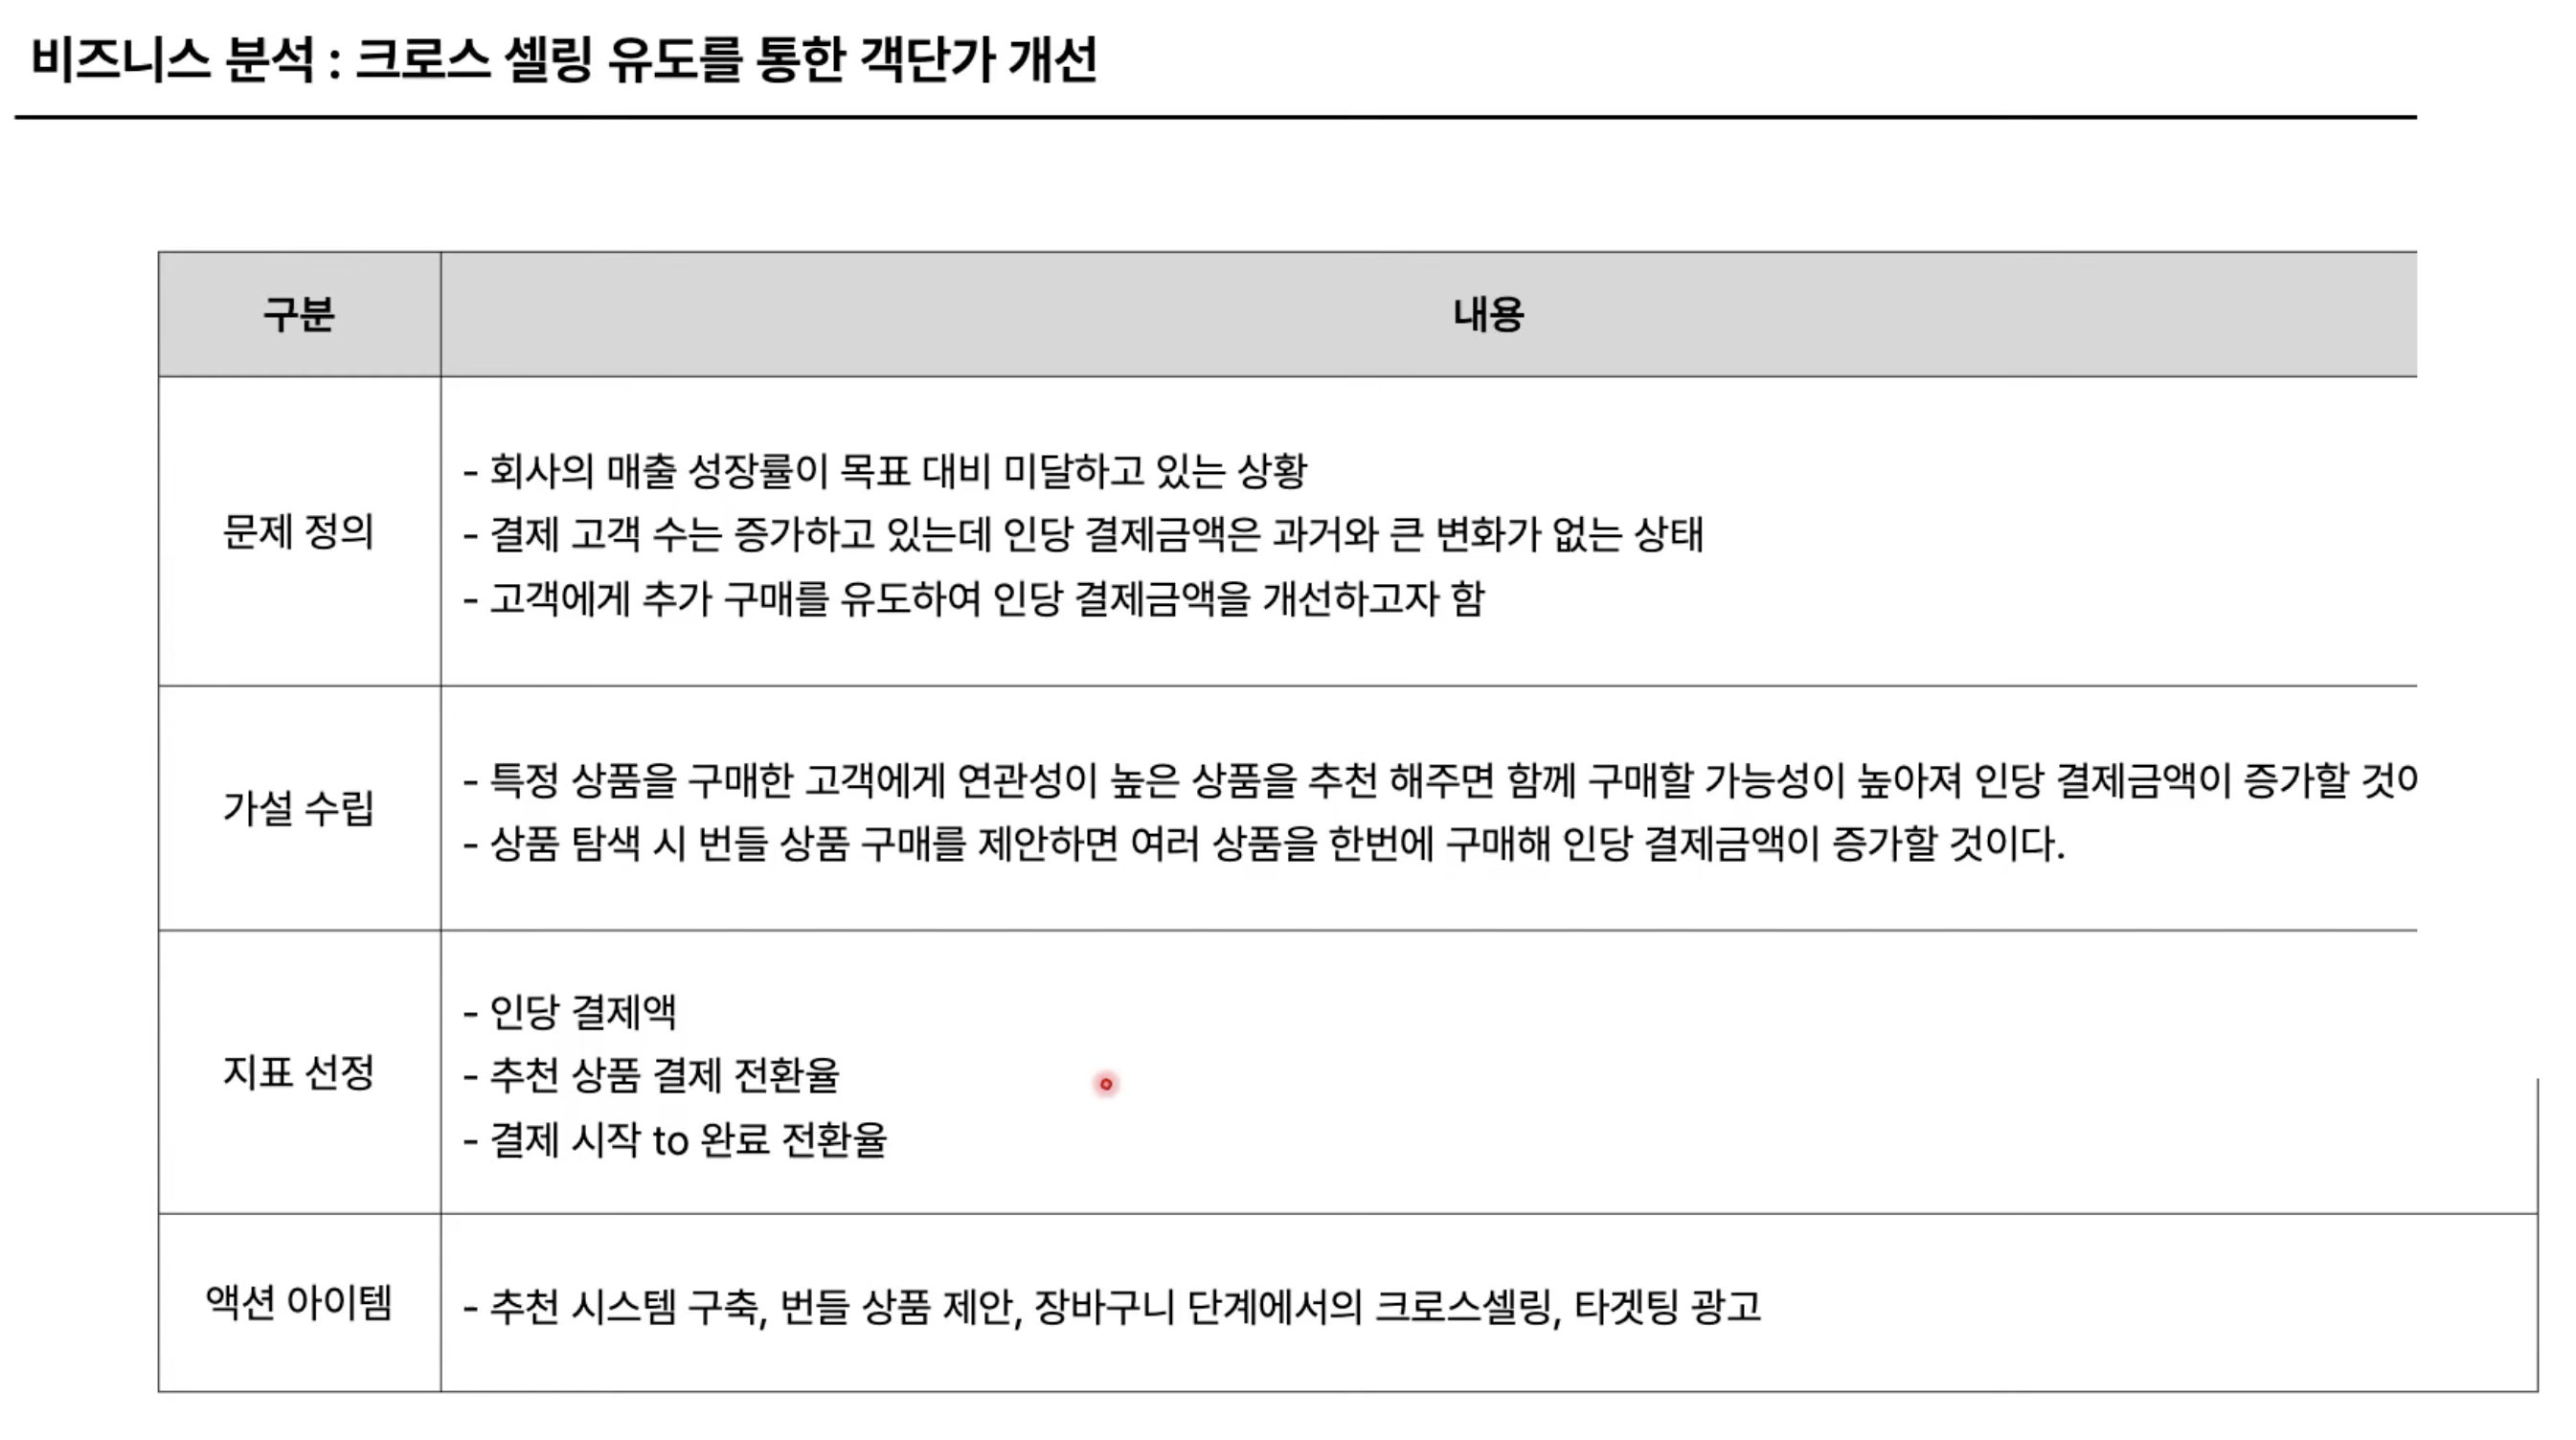 비즈니스 분석 : 크로스 셀링 유도를 통한 객단가 개선
구분
내용
문제 정의
- 회사의 매출 성장률이 목표 대비 미달하고 있는 상황
- 결제 고객 수는 증가하고 있는데 인당 결제금액은 과거와 큰 변화가 없는 상태
- 고객에게 추가 구매를 유도하여 인당 결제금액을 개선하고자 함
가설 수립
- 특정 상품을 구매한 고객에게 연관성이 높은 상품을 추천 해주면 함께 구매할 가능성이 높아져 인당 결제금액이 증가할
- 상품 탐색 시 번들 상품 구매를 제안하면 여러 상품을 한번에 구매해 인당 결제금액이 증가할 것이다.
지표 선정
- 인당 결제액
- 추천 상품 결제 전환율
- 결제 시작 to 완료 전환율
액션 아이템
- 추천 시스템 구축, 번들 상품 제안, 장바구니 단계에서의 크로스셀링, 타겟팅 광고